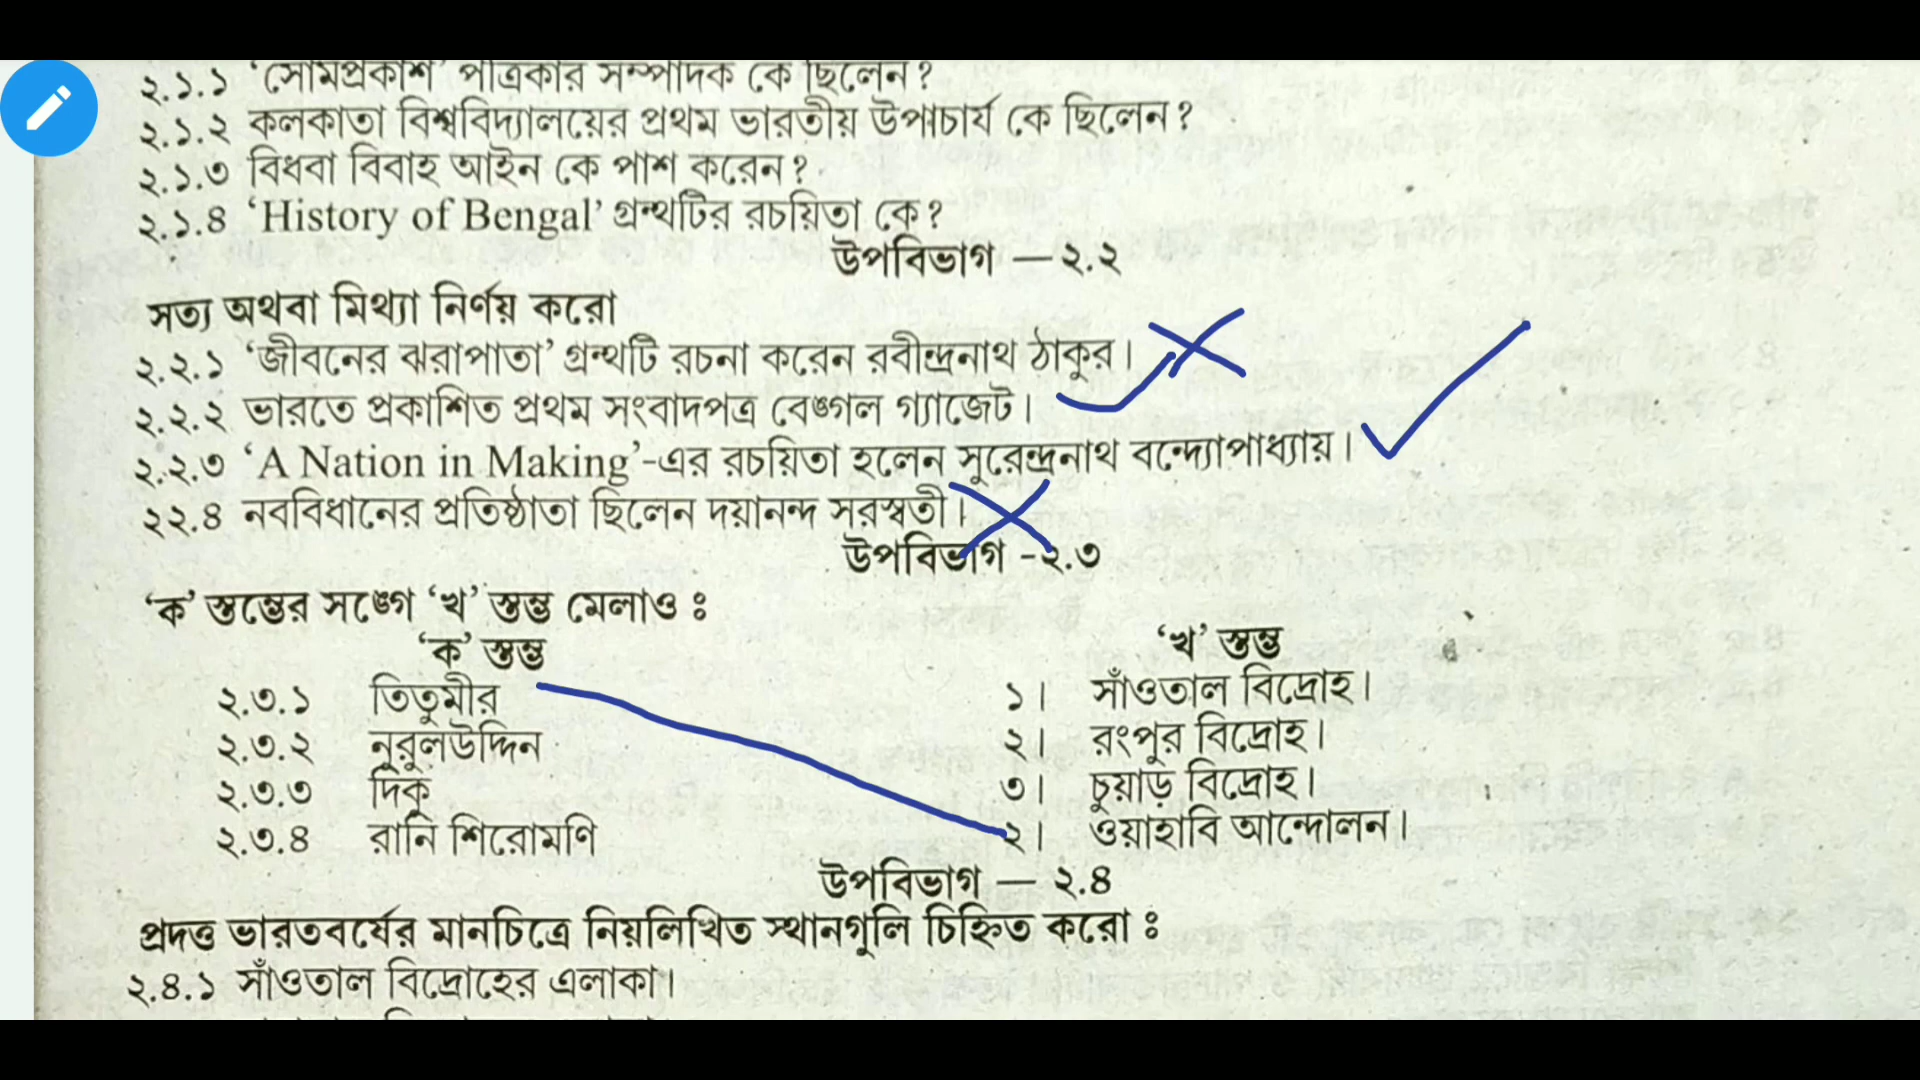 ২.১.১ ‘সোমপ্রকাশ’ পত্রিকার সম্পাদক কে ছিলেন?
২.১.২ কলকাতা বিশ্ববিদ্যালয়ের প্রথম ভারতীয় উপাচার্য কে ছিলেন?
২.১.৩ বিধবা বিবাহ আইন কে পাশ করেন?
২.১.৪ ‘History of Bengal’ গ্রন্থটির রচয়িতা কে?
উপবিভাগ — ২.২
সত্য অথবা মিথ্যা নির্ণয় করো
২.২.১ ‘জীবনের ঝরাপাতা’ গ্রন্থটি রচনা করেন রবীন্দ্রনাথ ঠাকুর।
২.২.২ ভারতে প্রকাশিত প্রথম সংবাদপত্র বেঙ্গল গ্যাজেট।
২.২.৩ ‘A Nation in Making’-এর রচয়িতা হলেন সুরেন্দ্রনাথ বন্দ্যোপাধ্যায়।
২২.৪ নববিধানের প্রতিষ্ঠাতা ছিলেন দয়ানন্দ সরস্বতী।
উপবিভাগ -২.৩
‘ক’ স্তম্ভের সঙ্গে ‘খ’ স্তম্ভ মেলাও ঃ
‘ক’ স্তম্ভ ‘খ’ স্তম্ভ
২.৩.১ তিতুমীর ১। সাঁওতাল বিদ্রোহ।
২.৩.২ নুরুলউদ্দিন ২। রংপুর বিদ্রোহ।
২.৩.৩ দিকু ৩। চুয়াড় বিদ্রোহ।
২.৩.৪ রানি শিরোমণি ২। ওয়াহাবি আন্দোলন।
উপবিভাগ — ২.৪
প্রদত্ত ভারতবর্ষের মানচিত্রে নিম্নলিখিত স্থানগুলি চিহ্নিত করো ঃ
২.৪.১ সাঁওতাল বিদ্রোহের এলাকা।